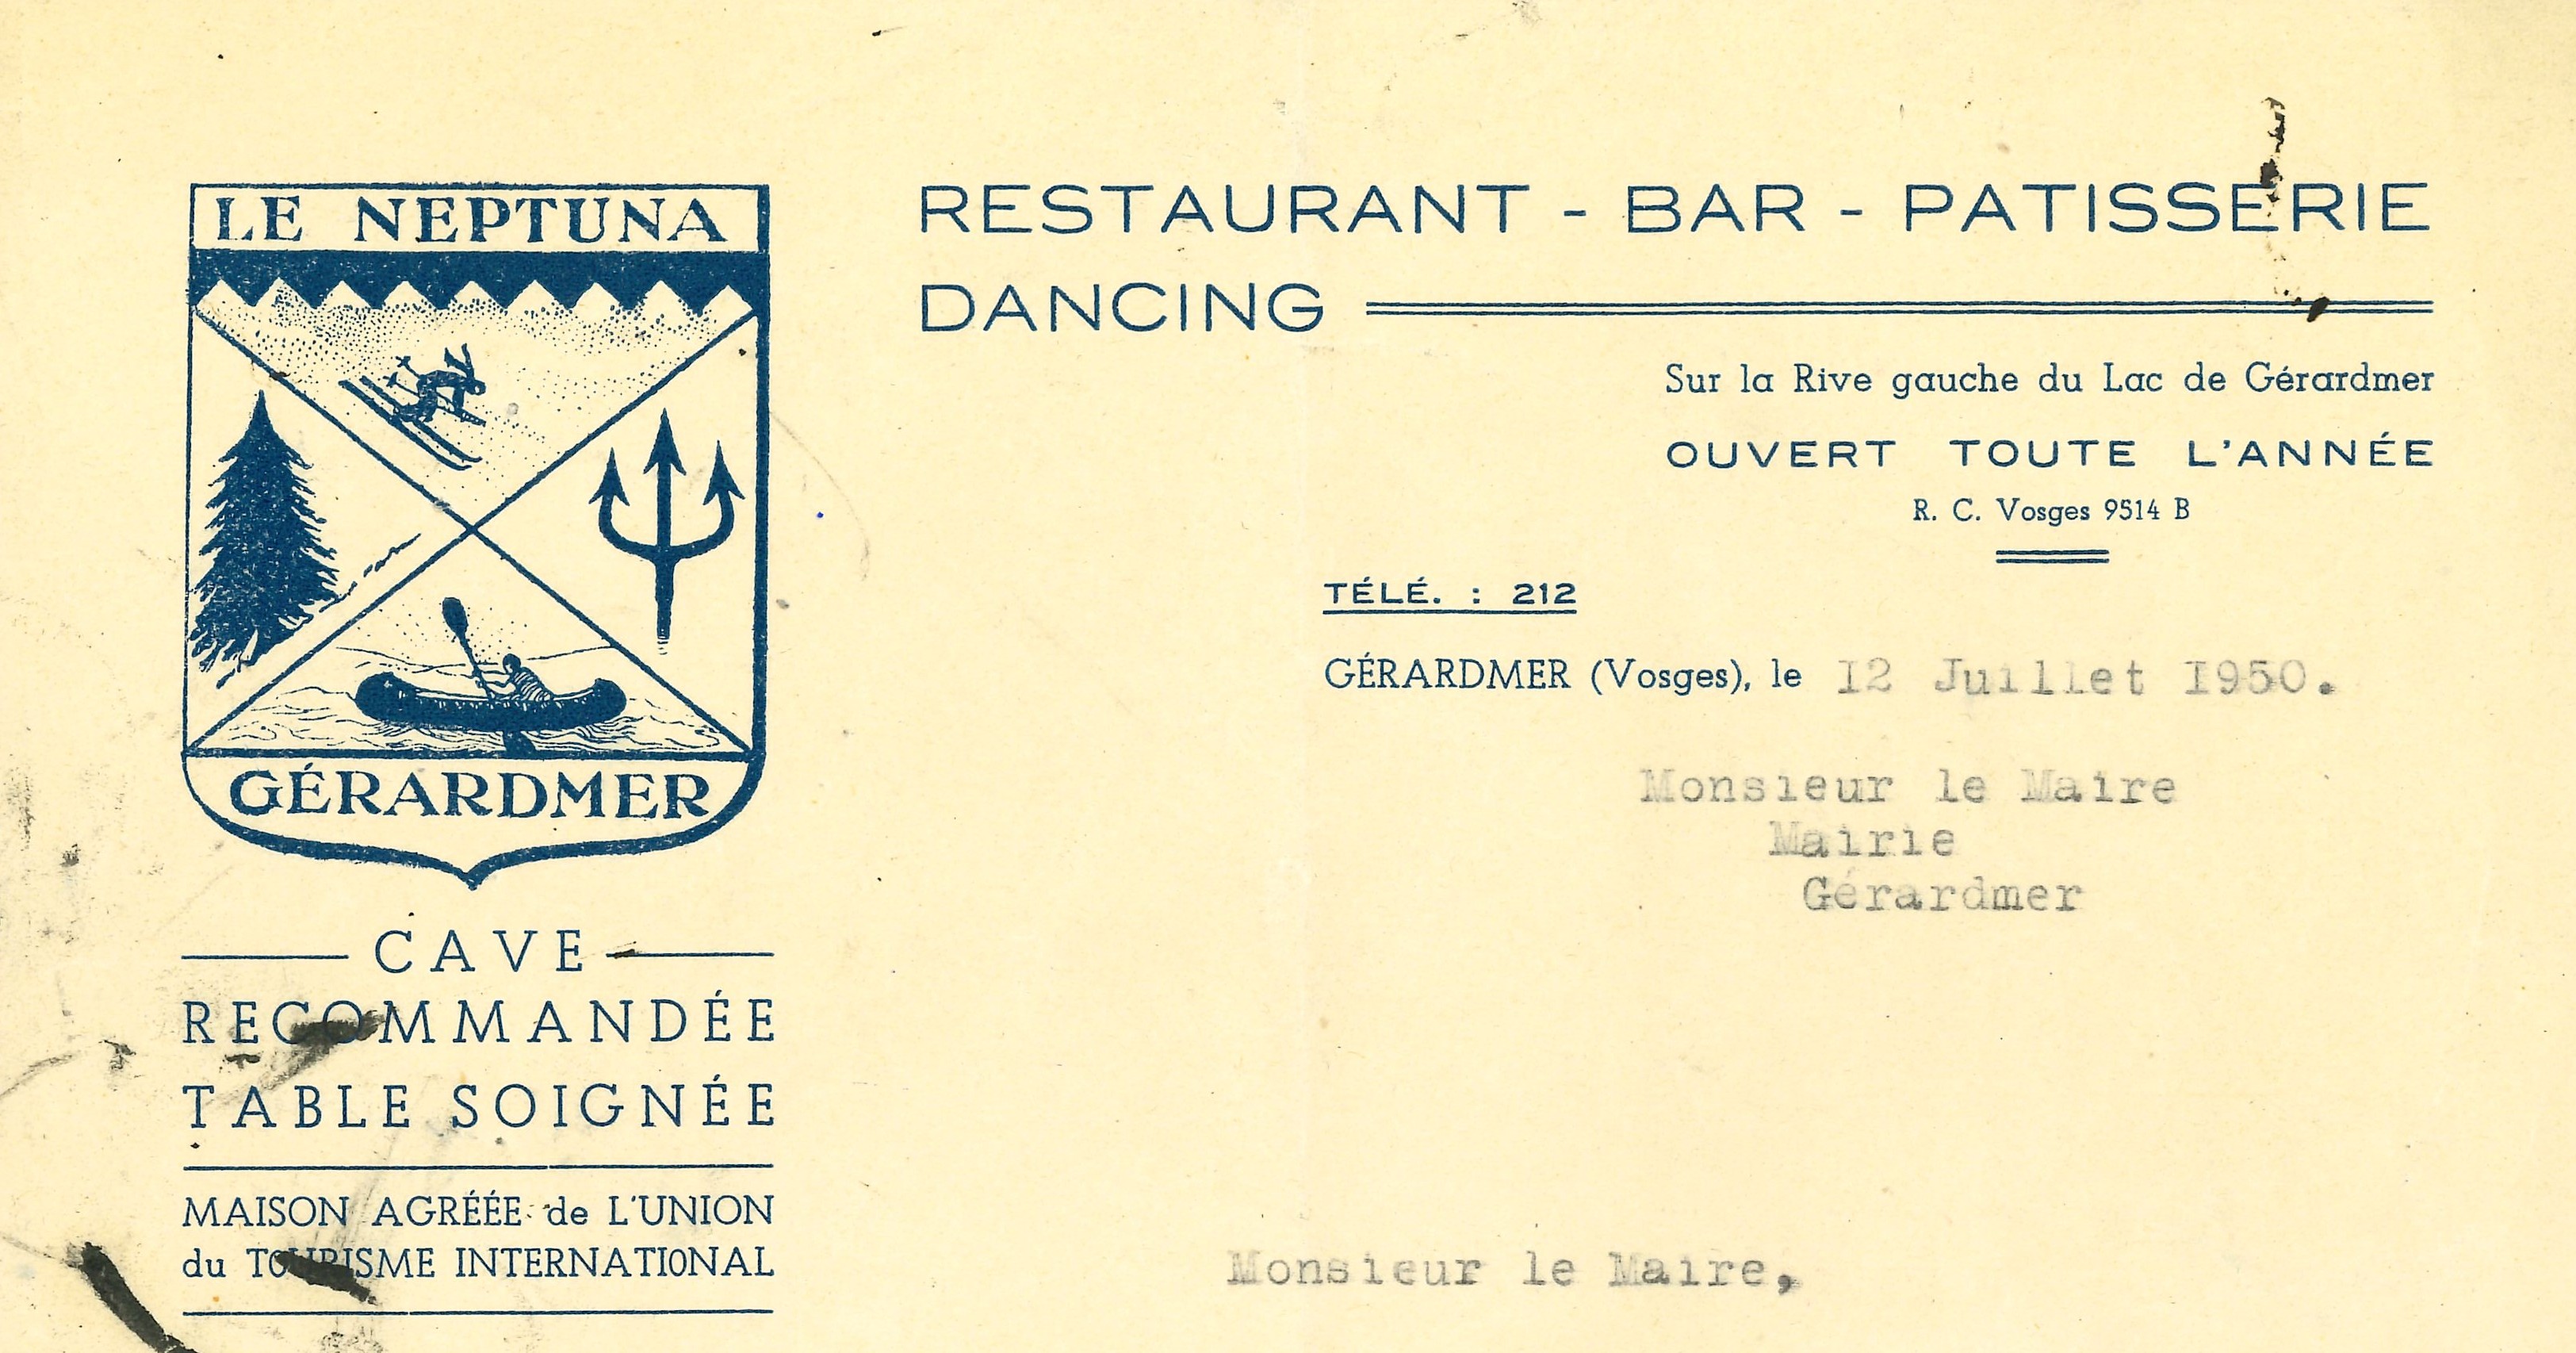 LE NEPTUNA
GÉRARDMER
CAVE
RECOMMANDÉE
TABLE SOIGNÉE
MAISON AGRÉÉE de L'UNION
du TOURISME INTERNATIONAL
RESTAURANT - BAR - PATISSERIE
DANCING
Sur la Rive gauche du Lac de Gérardmer
OUVERT TOUTE L'ANNÉE
R. C. Vosges 9514 B
TÉLÉ. : 212
GÉRARDMER (Vosges), le 12 Juillet 1950.
Monsieur le Maire
Mairie
Gérardmer
Monsieur le Maire,